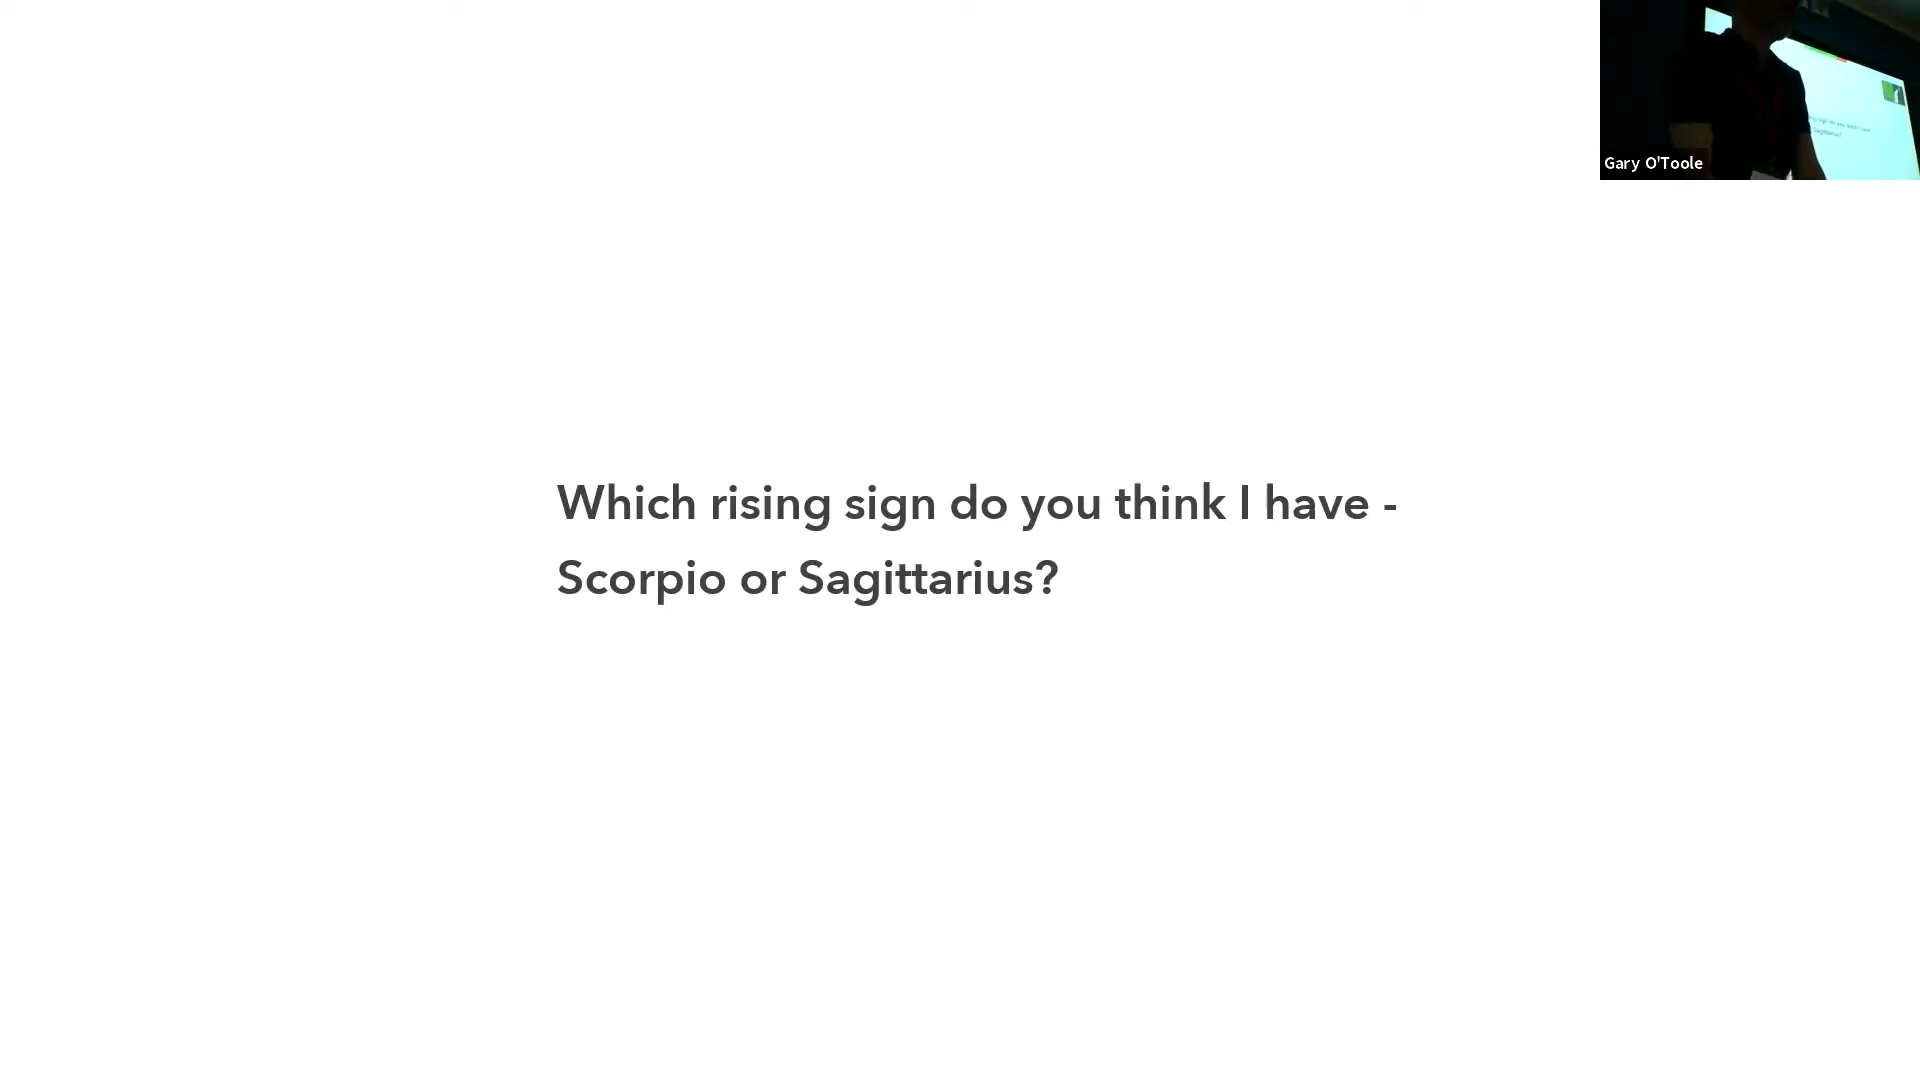 Gary O'Toole
Which rising sign do you think I have -
Scorpio or Sagittarius?